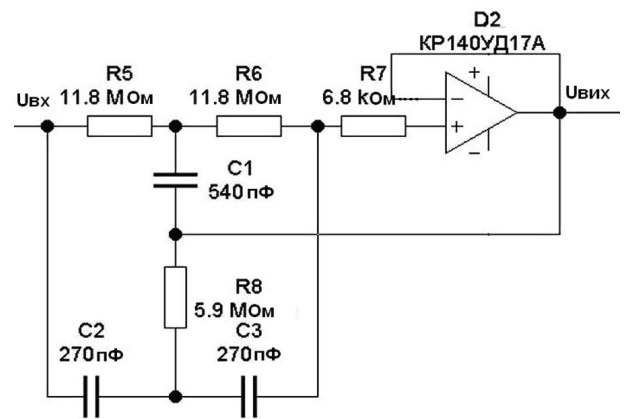 D2
КР140УД17А
R5
11.8 МОм
R6
11.8 МОм
R7
6.8 kОм
Uвх
Uвиx
+
−
+
−
C1
540 пФ
R8
5.9 МОм
C2
270пФ
C3
270пФ